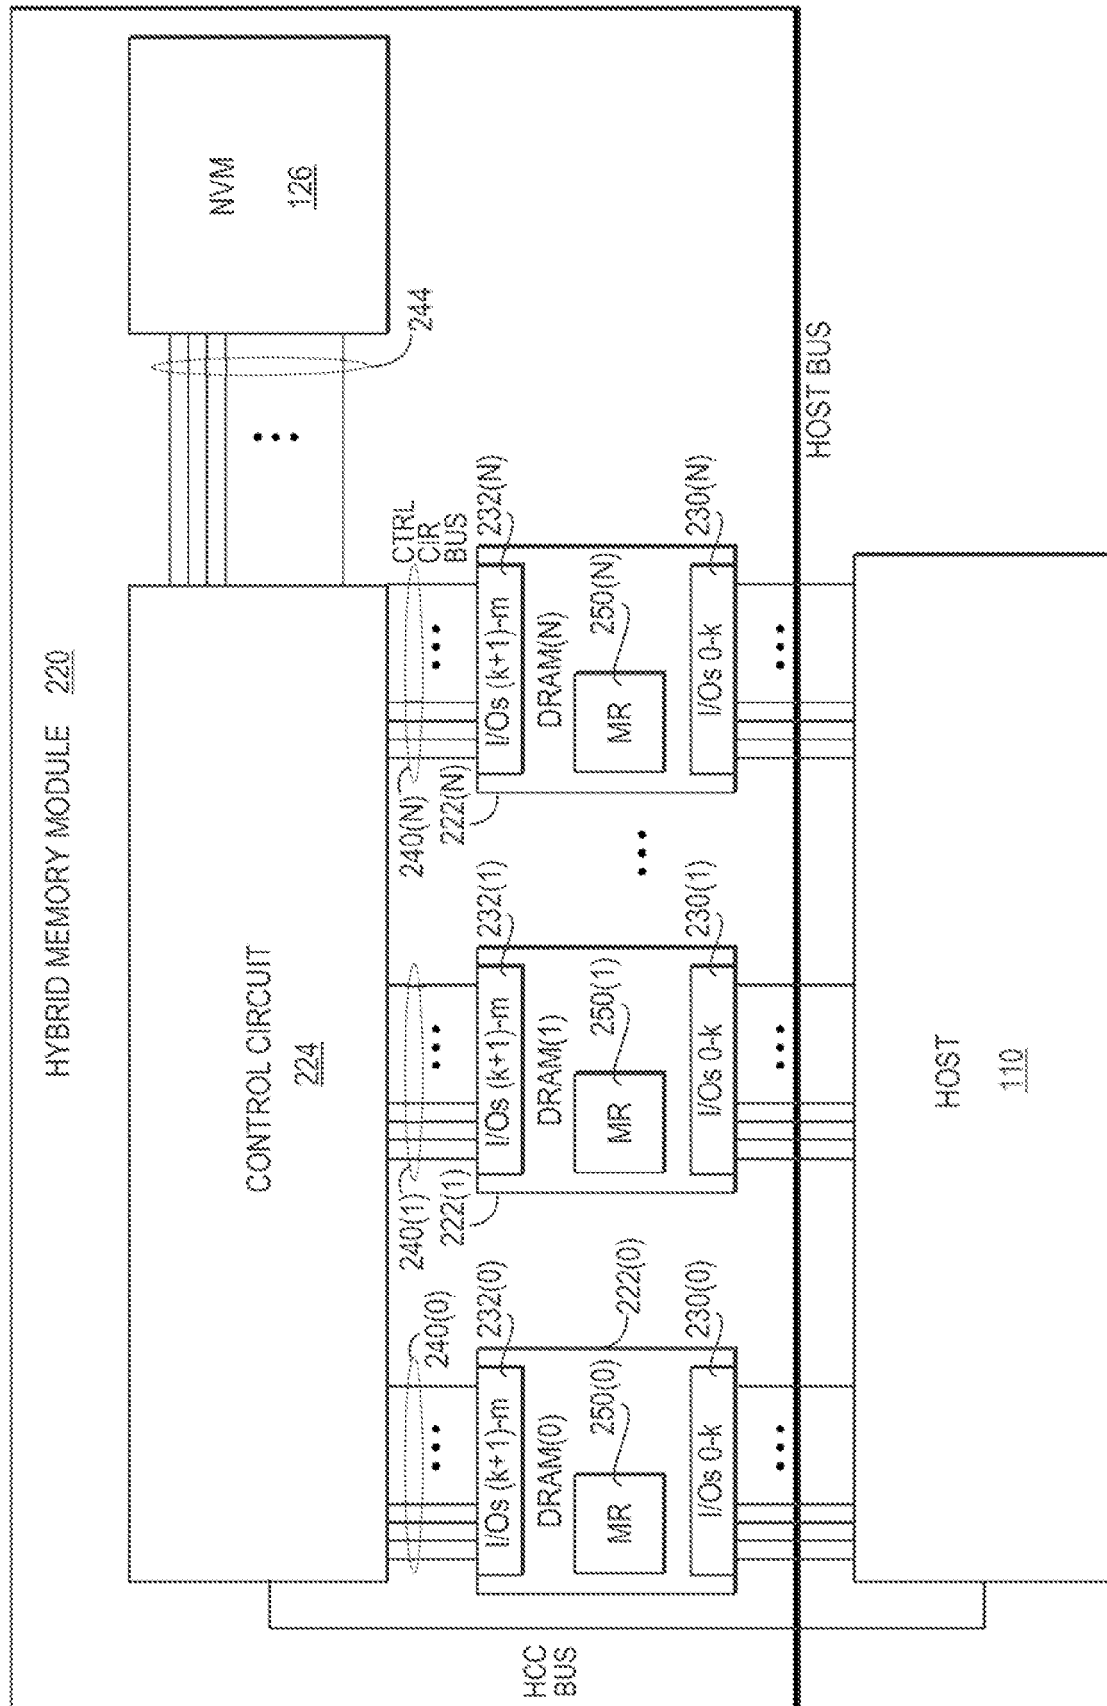 HYBRID MEMORY MODULE 220
CONTROL CIRCUIT
224
NVM
126
244
HCC
BUS
240(0)
240(1)
240(N)
CTRL
CIR
BUS
232(0)
I/Os (k+1)-m
DRAM(0)
MR
250(0)
222(0)
I/Os 0-k
230(0)
222(1)
232(1)
I/Os (k+1)-m
DRAM(1)
MR
250(1)
I/Os 0-k
230(1)
222(N)
232(N)
I/Os (k+1)-m
DRAM(N)
MR
250(N)
I/Os 0-k
230(N)
HOST BUS
HOST
110